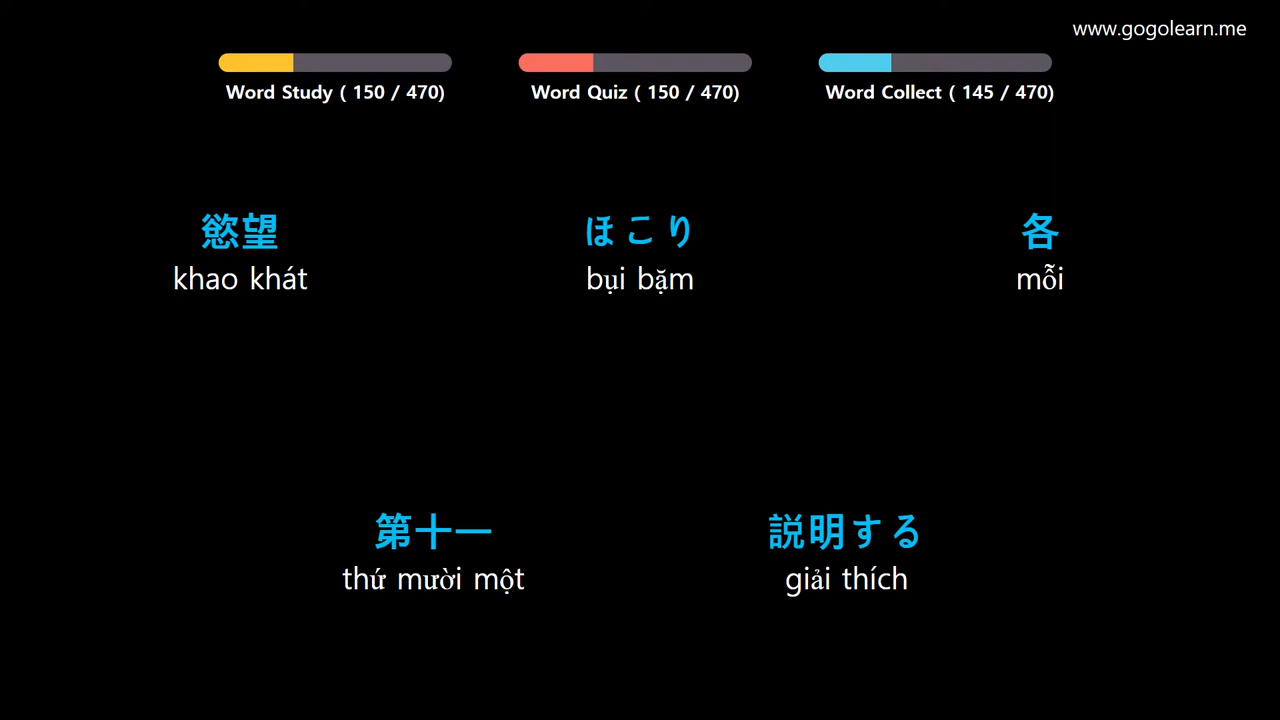 www.gogolearn.me
Word Study ( 150 / 470)
Word Quiz ( 150 / 470)
Word Collect ( 145 / 470)
慾望
khao khát
ほこり
bụi bặm
各
mỗi
第十一
thứ mười một
説明する
giải thích